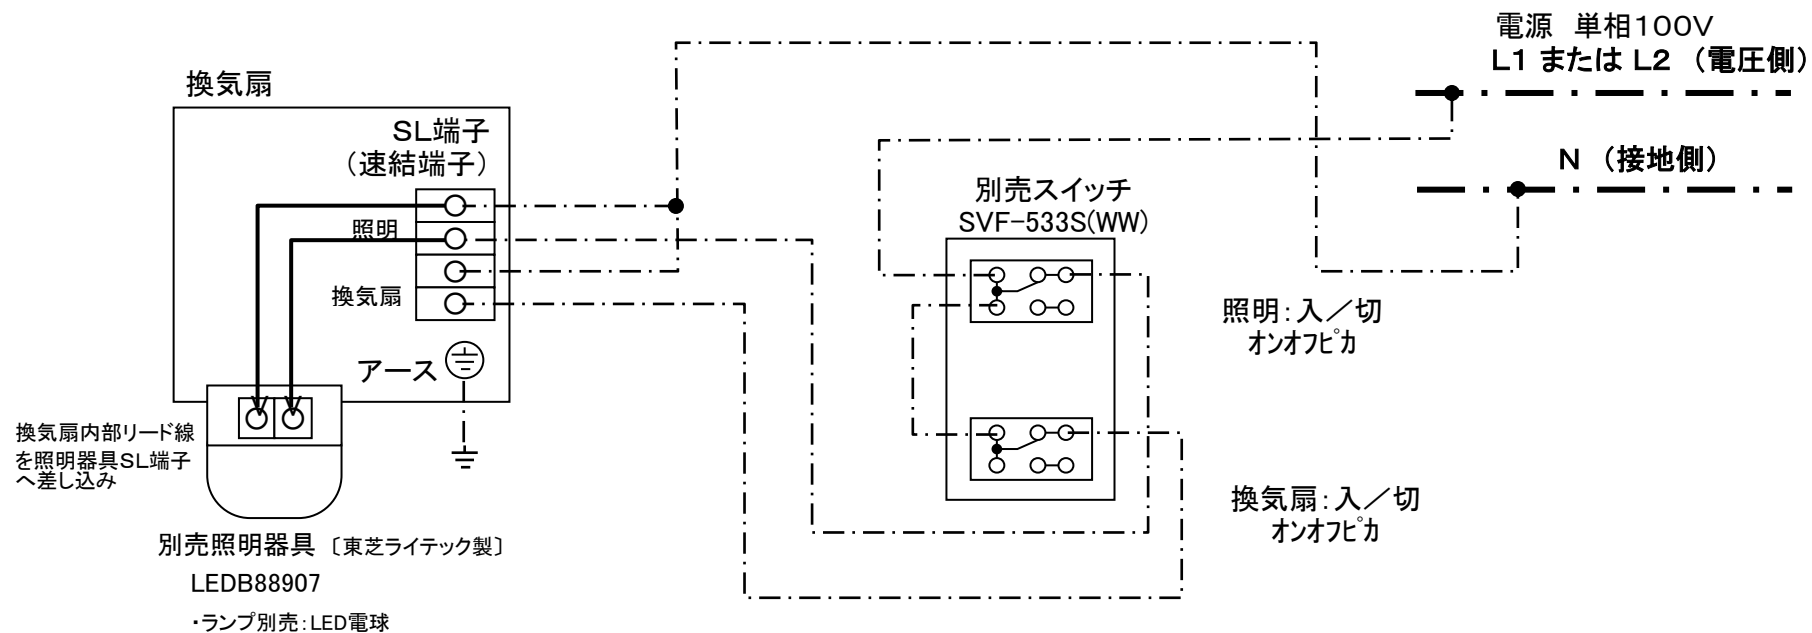 電源 単相100V
L1 または L2 (電圧側)
N (接地側)
換気扇
SL端子
(速結端子)
照明
換気扇
アース
別売スイッチ
SVF-533S(WW)
照明:入/切
オンオフピカ
換気扇:入/切
オンオフピカ
換気扇内部リード線
を照明器具SL端子
へ差し込み
別売照明器具 〔東芝ライテック製〕
LEDB88907
・ランプ別売:LED電球